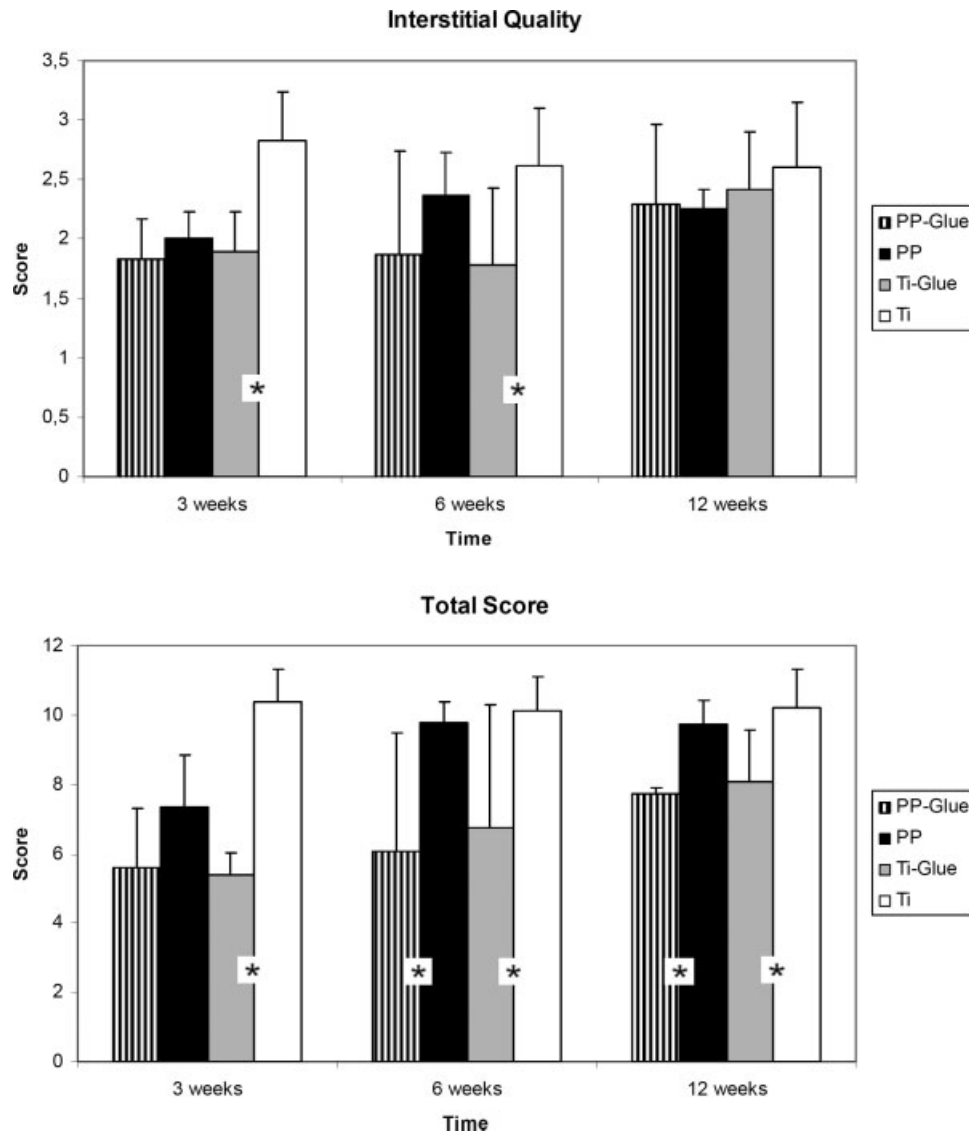 Interstitial Quality
3,5
3
2,5
2
1,5
1
0,5
0
Score
* *
3 weeks 6 weeks 12 weeks
Time
PP-Glue
PP
Ti-Glue
Ti
Total Score
12
10
8
6
4
2
0
Score
* * * * *
3 weeks 6 weeks 12 weeks
Time
PP-Glue
PP
Ti-Glue
Ti